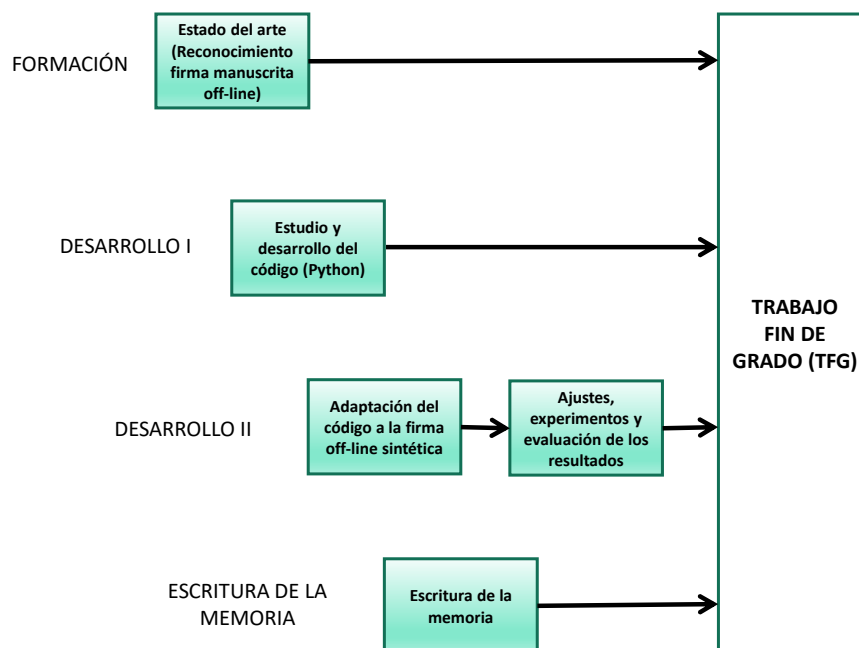 FORMACIÓN
Estado del arte
(Reconocimiento
firma manuscrita
off-line)
DESARROLLO I
Estudio y
desarrollo del
código (Python)
TRABAJO
FIN DE
GRADO (TFG)
DESARROLLO II
Adaptación del
código a la firma
off-line sintética
Ajustes,
experimentos y
evaluación de los
resultados
ESCRITURA DE LA
MEMORIA
Escritura de la
memoria